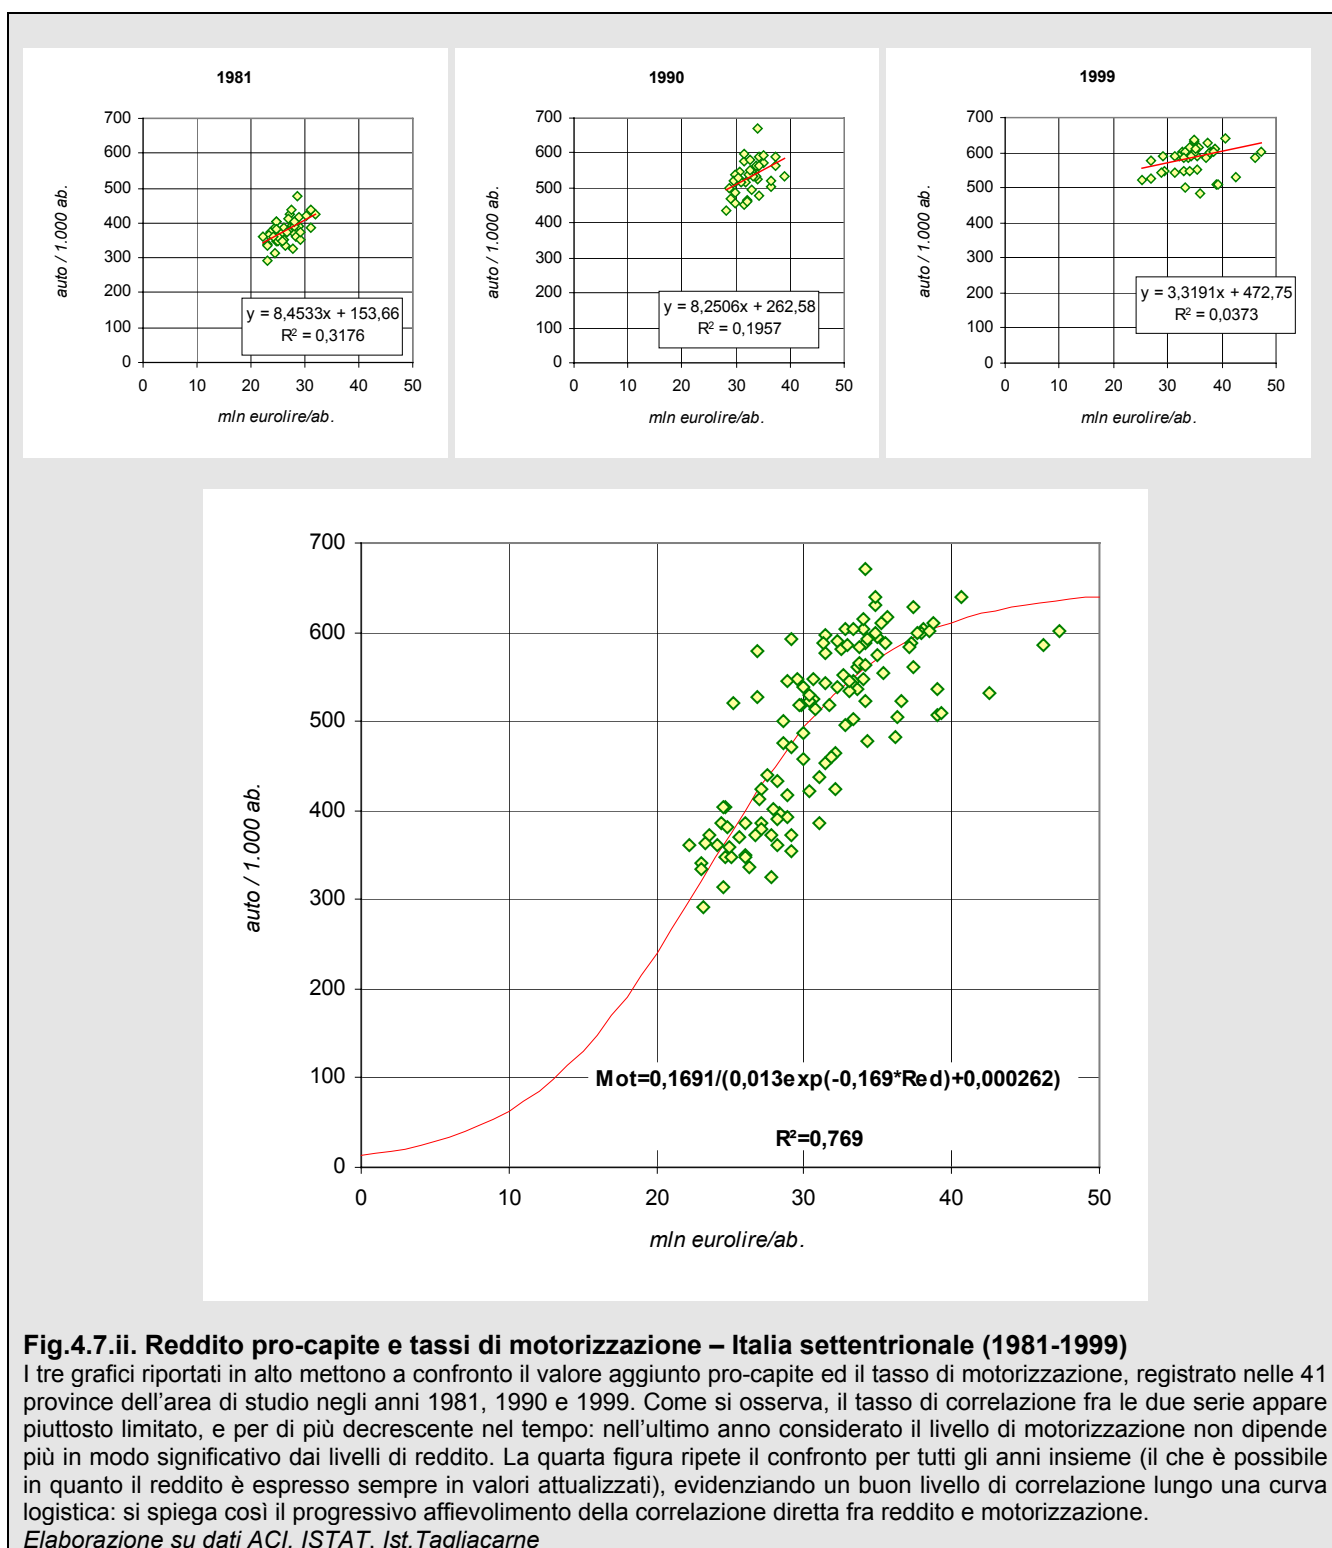 1981
auto / 1.000 ab.
700
600
500
400
300
200
100
0
y = 8,4533x + 153,66
R² = 0,3176
0 10 20 30 40 50
mln eurolire/ab.
1990
auto / 1.000 ab.
700
600
500
400
300
200
100
0
y = 8,2506x + 262,58
R² = 0,1957
0 10 20 30 40 50
mln eurolire/ab.
1999
auto / 1.000 ab.
700
600
500
400
300
200
100
0
y = 3,3191x + 472,75
R² = 0,0373
0 10 20 30 40 50
mln eurolire/ab.
auto / 1.000 ab.
700
600
500
400
300
200
100
0
Mot=0,1691/(0,013exp(-0,169*Red)+0,000262)
R²=0,769
0 10 20 30 40 50
mln eurolire/ab.
Fig.4.7.ii. Reddito pro-capite e tassi di motorizzazione – Italia settentrionale (1981-1999)
I tre grafici riportati in alto mettono a confronto il valore aggiunto pro-capite ed il tasso di motorizzazione, registrato nelle 41
province dell'area di studio negli anni 1981, 1990 e 1999. Come si osserva, il tasso di correlazione fra le due serie appare
piuttosto limitato, e per di più decrescente nel tempo: nell'ultimo anno considerato il livello di motorizzazione non dipende
più in modo significativo dai livelli di reddito. La quarta figura ripete il confronto per tutti gli anni insieme (il che è possibile
in quanto il reddito è espresso sempre in valori attualizzati), evidenziando un buon livello di correlazione lungo una curva
logistica: si spiega così il progressivo affievolimento della correlazione diretta fra reddito e motorizzazione.
Elaborazione su dati ACI, ISTAT, Ist.Tagliacarne